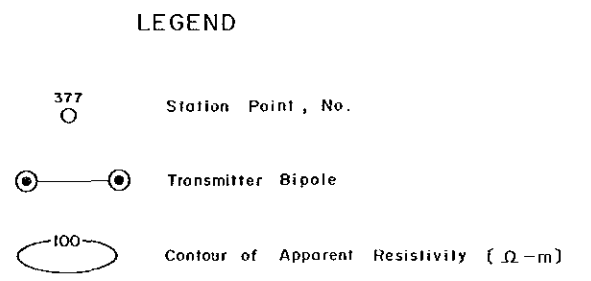 LEGEND
377
Station Point, No.
Transmitter Bipole
100
Contour of Apparent Resistivity (Ω-m)